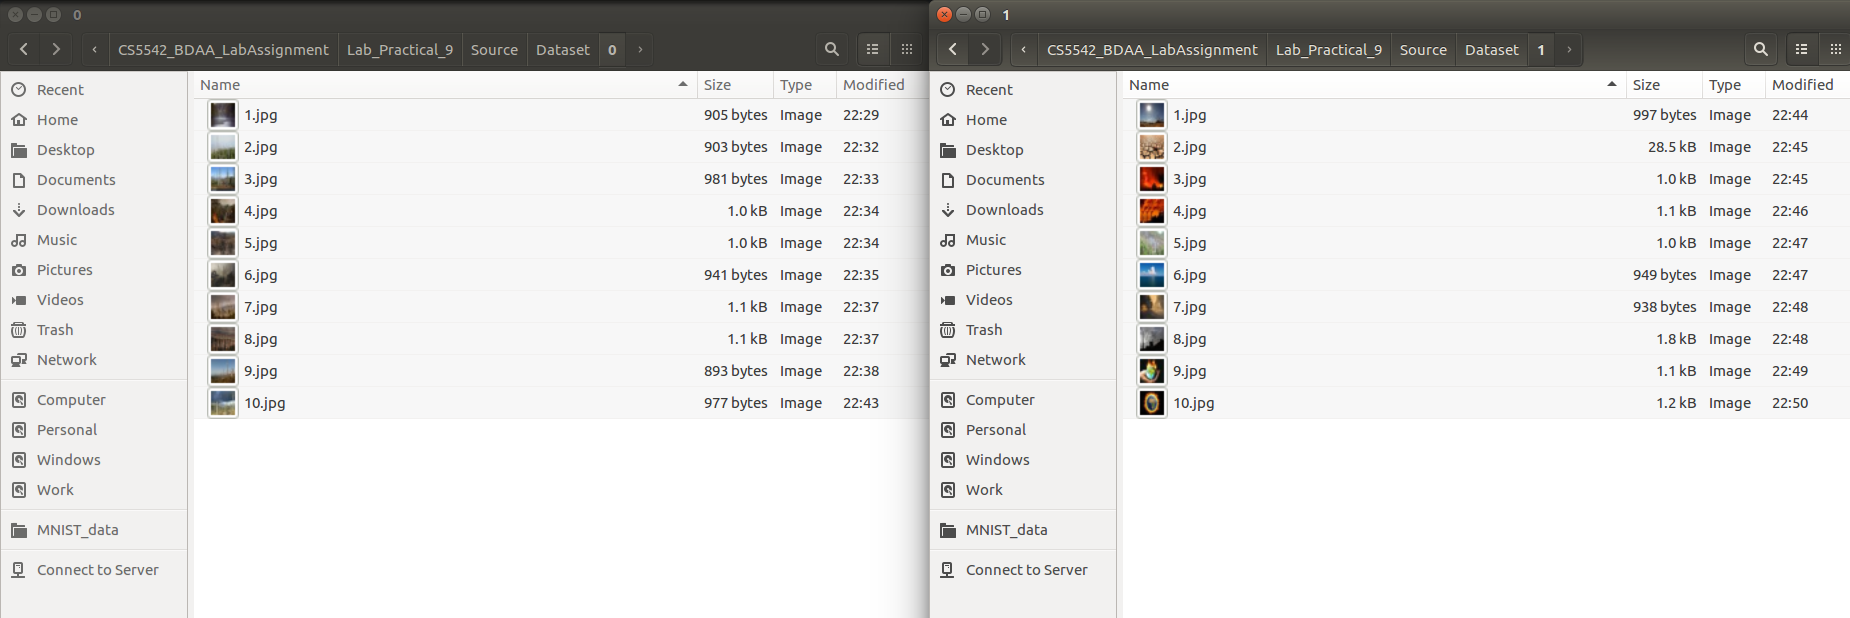 0
CS5542_BDAA_LabAssignment Lab_Practical_9 Source Dataset 0
Recent
Home
Desktop
Documents
Downloads
Music
Pictures
Videos
Trash
Network
Computer
Personal
Windows
Work
MNIST_data
Connect to Server
Name Size Type Modified
1.jpg 905 bytes Image 22:29
2.jpg 903 bytes Image 22:32
3.jpg 981 bytes Image 22:33
4.jpg 1.0 kB Image 22:34
5.jpg 1.0 kB Image 22:34
6.jpg 941 bytes Image 22:35
7.jpg 1.1 kB Image 22:37
8.jpg 1.1 kB Image 22:37
9.jpg 893 bytes Image 22:38
10.jpg 977 bytes Image 22:43
1
CS5542_BDAA_LabAssignment Lab_Practical_9 Source Dataset 1
Recent
Home
Desktop
Documents
Downloads
Music
Pictures
Videos
Trash
Network
Computer
Personal
Windows
Work
MNIST_data
Connect to Server
Name Size Type Modified
1.jpg 997 bytes Image 22:44
2.jpg 28.5 kB Image 22:45
3.jpg 1.0 kB Image 22:45
4.jpg 1.1 kB Image 22:46
5.jpg 1.0 kB Image 22:47
6.jpg 949 bytes Image 22:47
7.jpg 938 bytes Image 22:48
8.jpg 1.8 kB Image 22:48
9.jpg 1.1 kB Image 22:49
10.jpg 1.2 kB Image 22:50